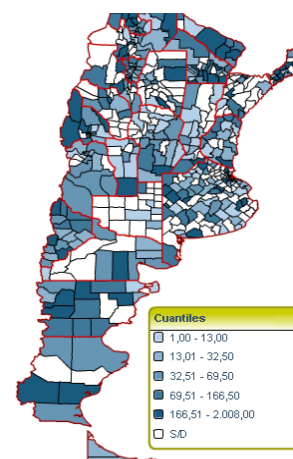 Cuantiles
1,00 - 13,00
13,01 - 32,50
32,51 - 69,50
69,51 - 166,50
166,51 - 2.008,00
S/D